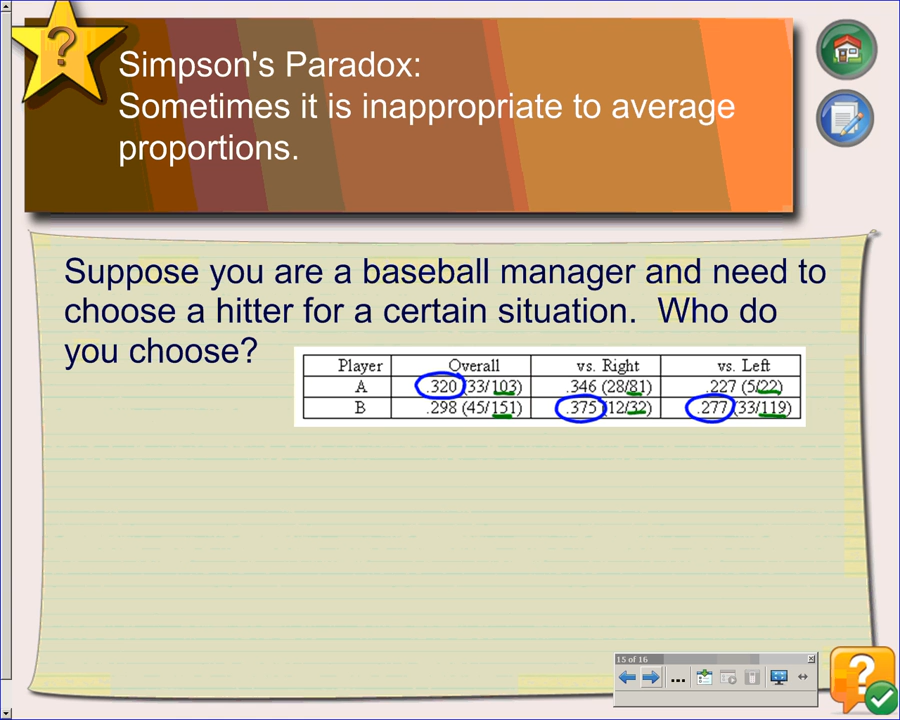 ?
Simpson's Paradox:
Sometimes it is inappropriate to average
proportions.
Suppose you are a baseball manager and need to
choose a hitter for a certain situation.  Who do
you choose?
Player Overall vs. Right vs. Left
A .320 (33/103) .346 (28/81) .227 (5/22)
B .298 (45/151) .375 (12/32) .277 (33/119)
15 of 16
...
?